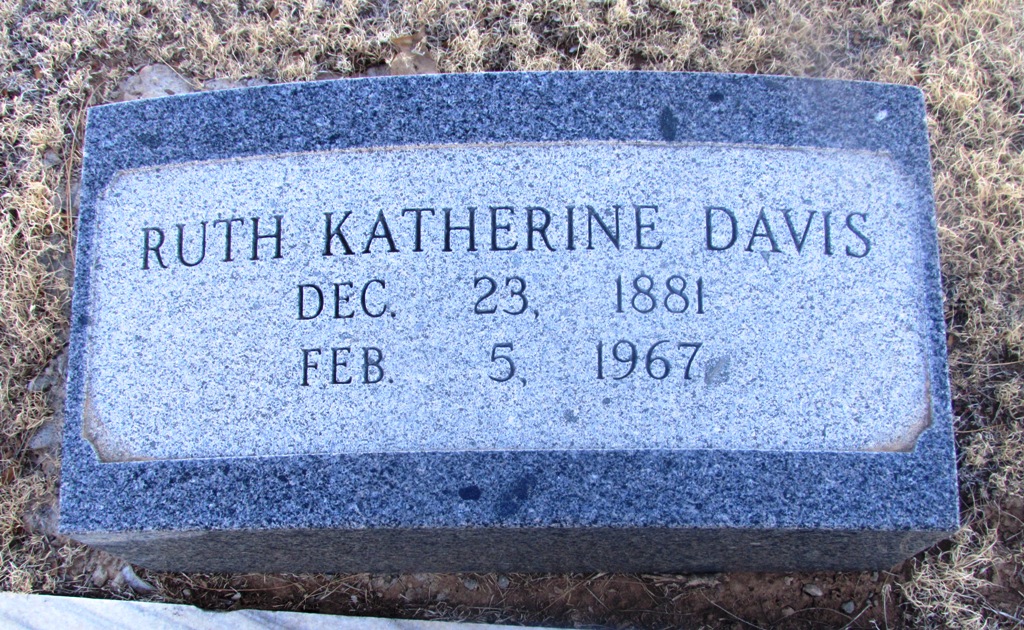 RUTH KATHERINE DAVIS
DEC. 23, 1881
FEB. 5, 1967